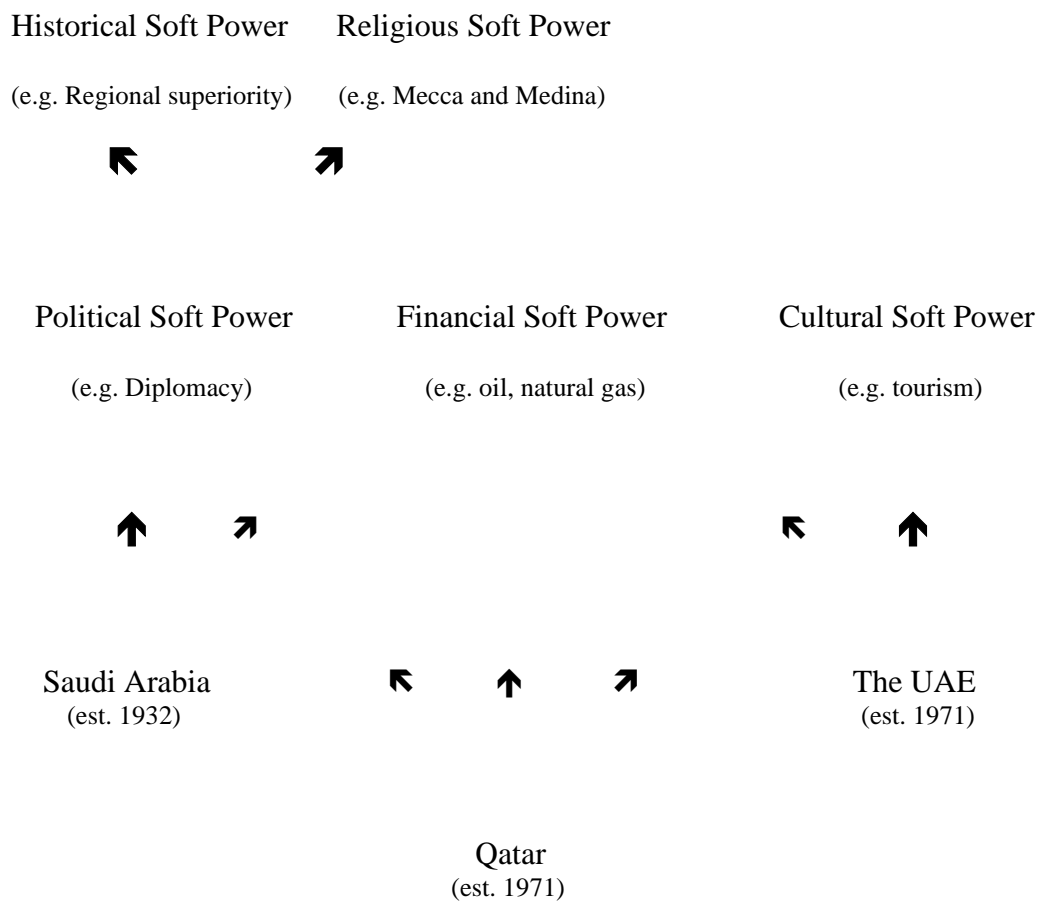 Historical Soft Power Religious Soft Power
(e.g. Regional superiority) (e.g. Mecca and Medina)
Political Soft Power Financial Soft Power Cultural Soft Power
(e.g. Diplomacy) (e.g. oil, natural gas) (e.g. tourism)
Saudi Arabia The UAE
(est. 1932) (est. 1971)
Qatar
(est. 1971)